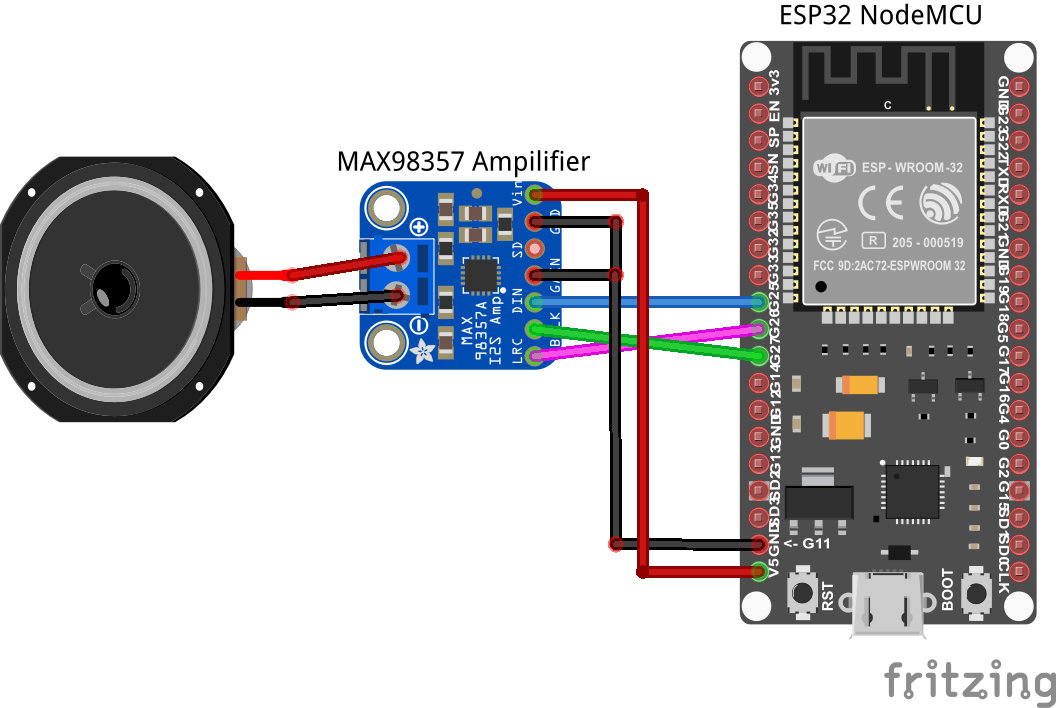 ESP32 NodeMCU
MAX98357 Ampilifier
Vin
SD
GAIN
DIN
LRC
MAX
98357A
I2S Amp
3v3
EN
SP
SN
G34
G35
G32
G33
G25
G26
G27
G14
G12
GND
G13
SD2
SD3
GND
V5
C
WiFi
ESP - WROOM -32
CE
R
205 - 000519
FCC 9D:2AC72-ESPWROOM 32
<- G11
RST
BOOT
GND
G23
G22
TXD
RXD
G21
GND
G19
G18
G5
G17
G16
G4
G0
G2
G15
SD1
SD0
CLK
fritzing